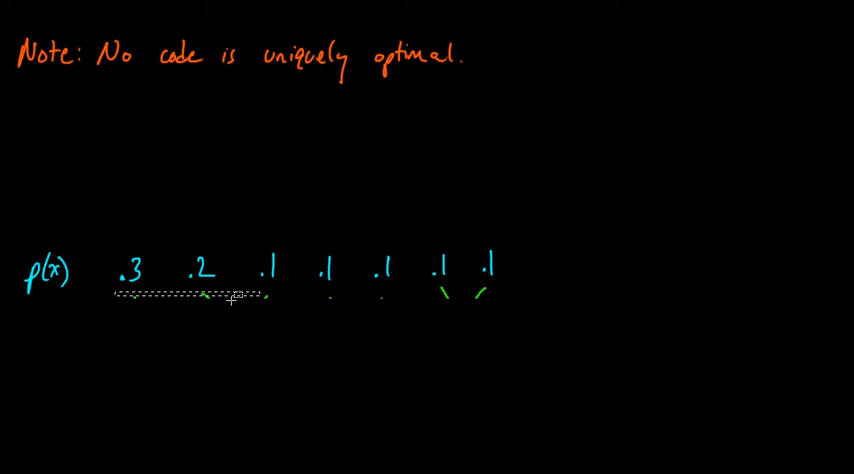 Note: No code is uniquely optimal.
p(x) .3 .2 .1 .1 .1 .1 .1